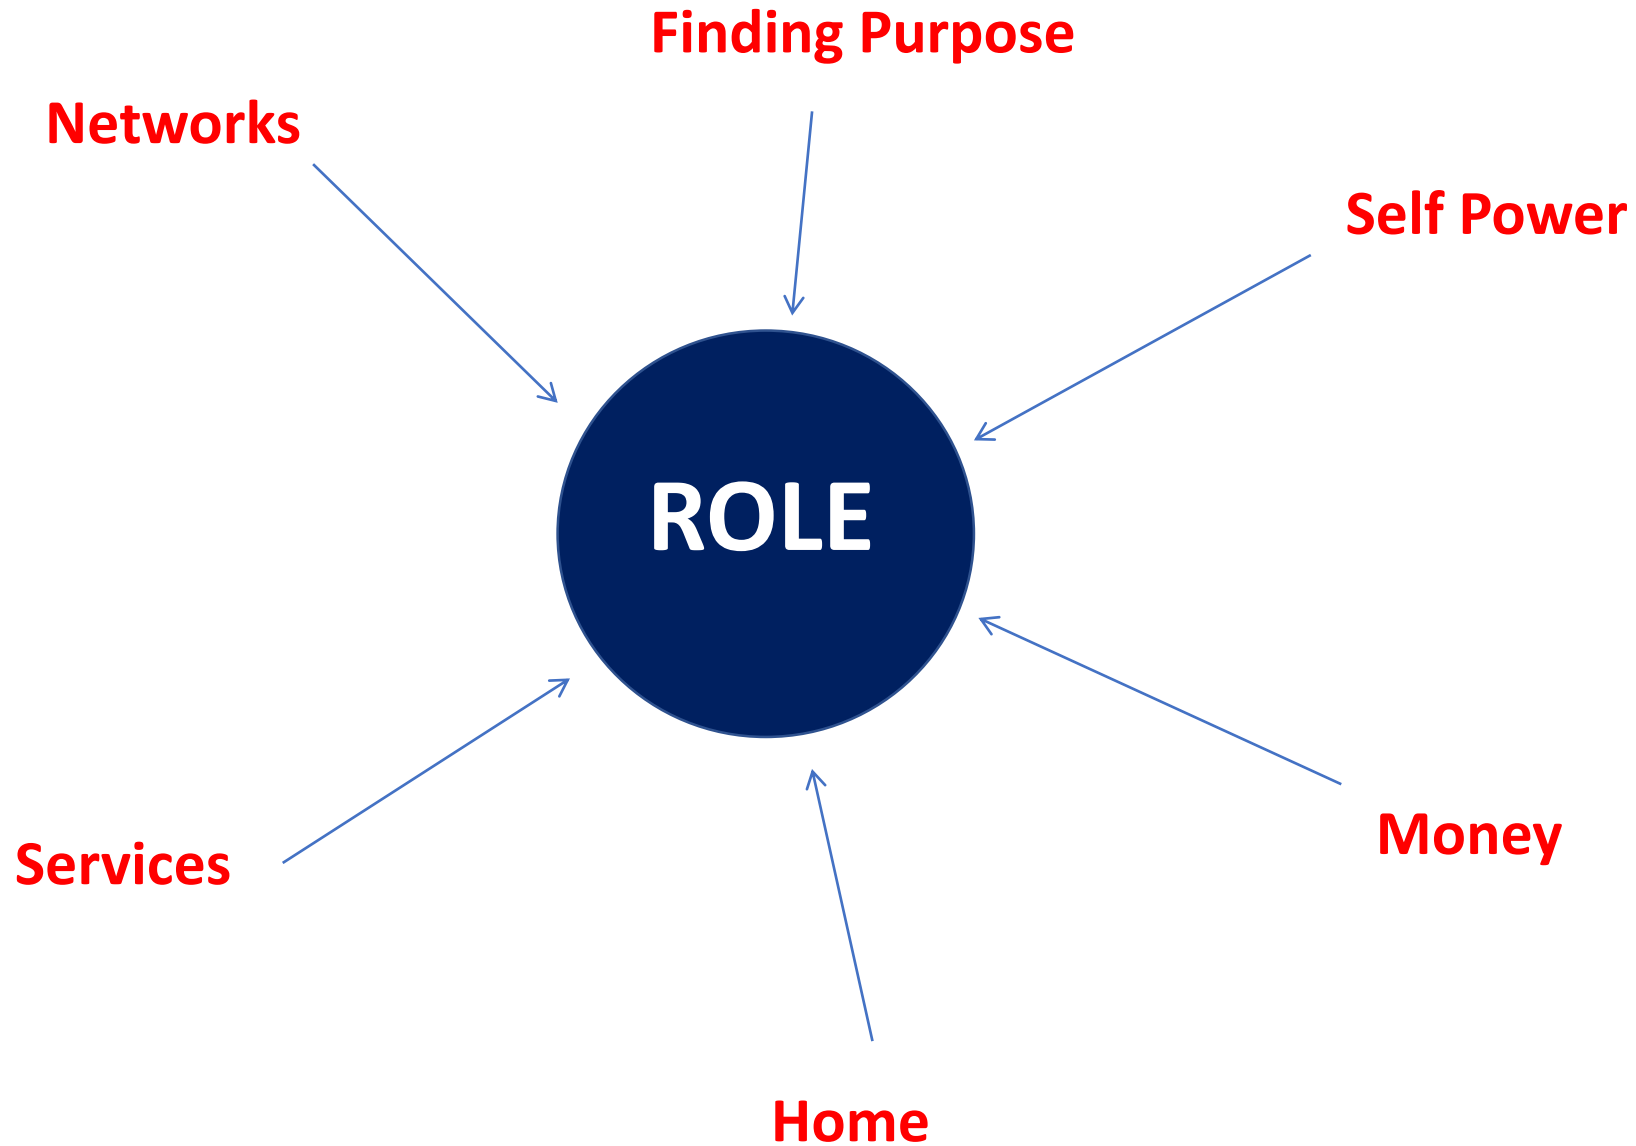 Finding Purpose
Networks
Self Power
ROLE
Money
Services
Home